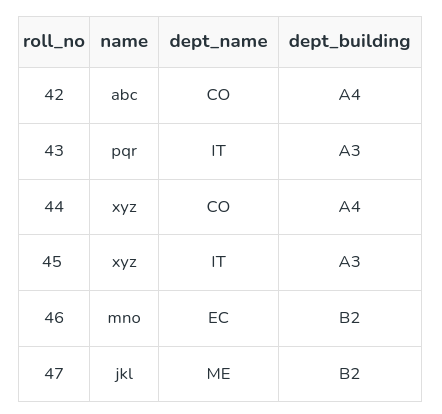 roll_no name dept_name dept_building
42 abc CO A4
43 pqr IT A3
44 xyz CO A4
45 xyz IT A3
46 mno EC B2
47 jkl ME B2